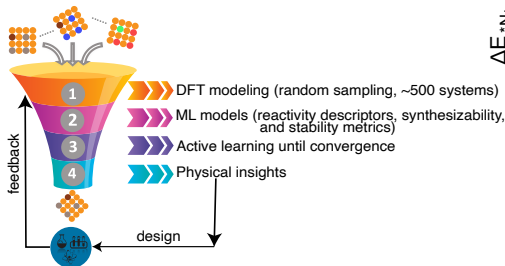 ΔE*N
1 DFT modeling (random sampling, ~500 systems)
2 ML models (reactivity descriptors, synthesizability,
and stability metrics)
3 Active learning until convergence
4 Physical insights
feedback
design